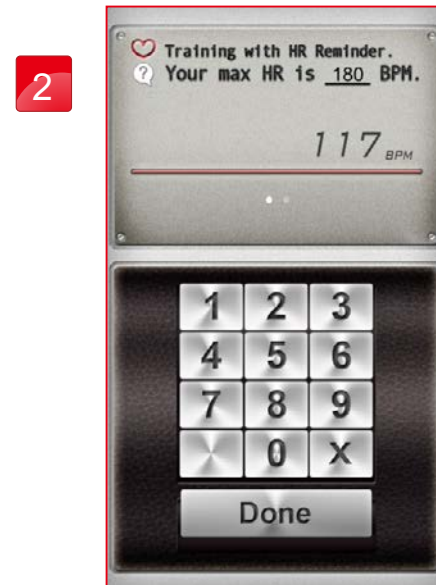 2
Training with HR Reminder.
? Your max HR is 180 BPM.
117 BPM
1 2 3
4 5 6
7 8 9
0 X
Done